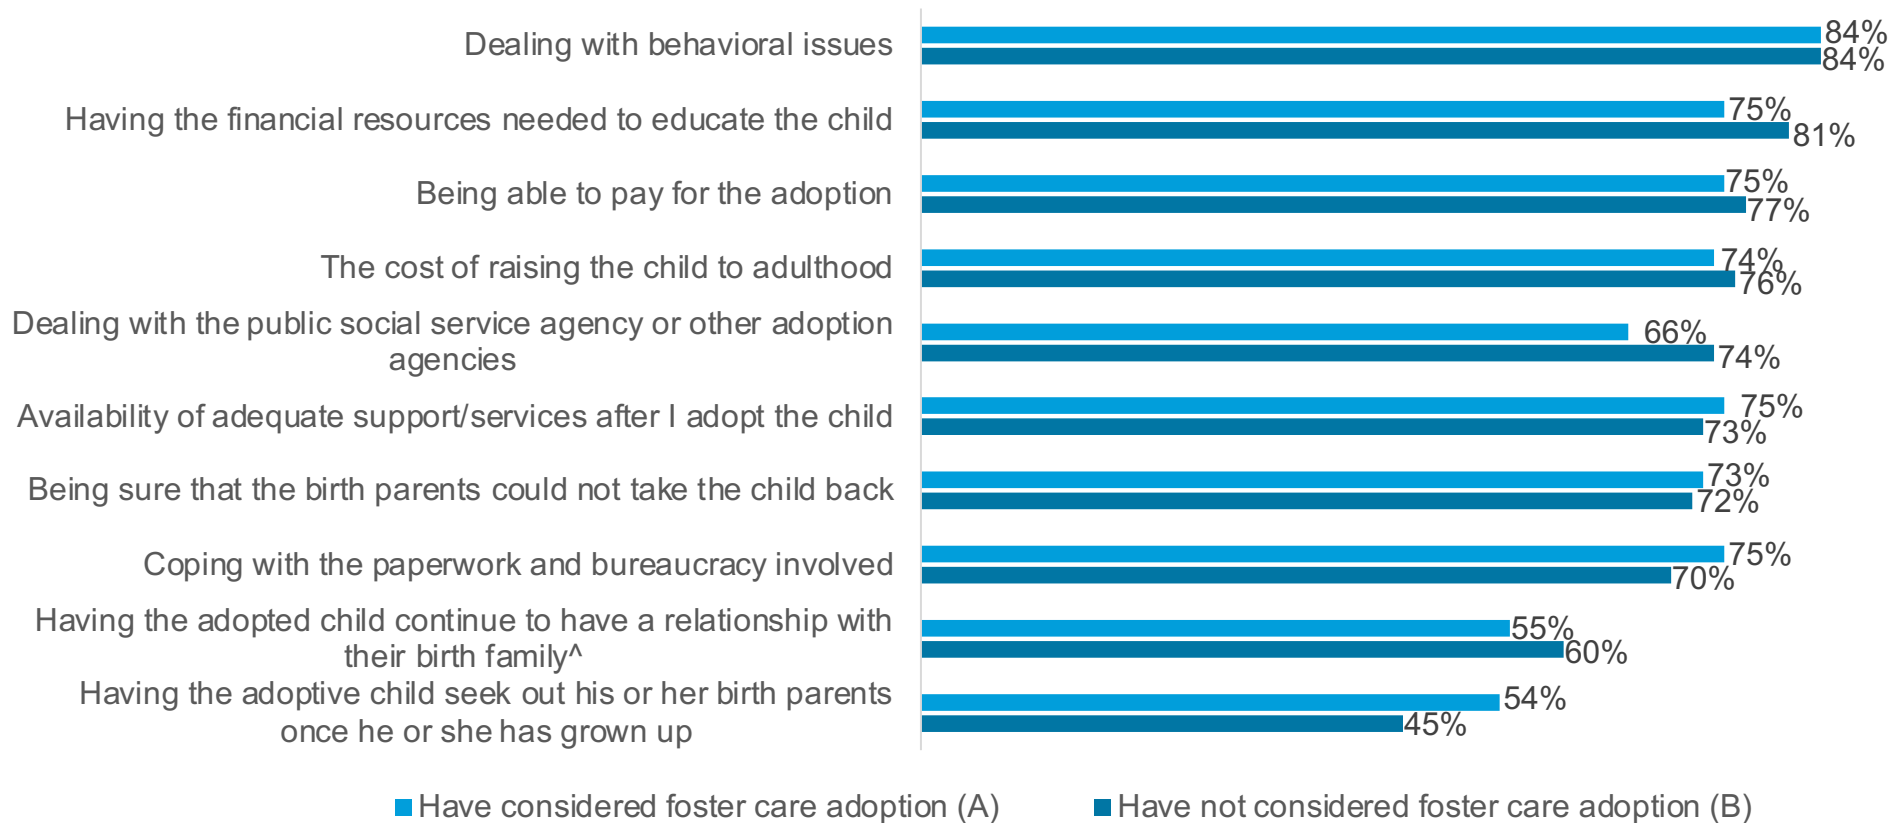 Dealing with behavioral issues
84%
84%
Having the financial resources needed to educate the child
75%
81%
Being able to pay for the adoption
75%
77%
The cost of raising the child to adulthood
74%
76%
Dealing with the public social service agency or other adoption
agencies
66%
74%
Availability of adequate support/services after I adopt the child
75%
73%
Being sure that the birth parents could not take the child back
73%
72%
Coping with the paperwork and bureaucracy involved
75%
70%
Having the adopted child continue to have a relationship with
their birth family^
55%
60%
Having the adoptive child seek out his or her birth parents
once he or she has grown up
54%
45%
Have considered foster care adoption (A)
Have not considered foster care adoption (B)